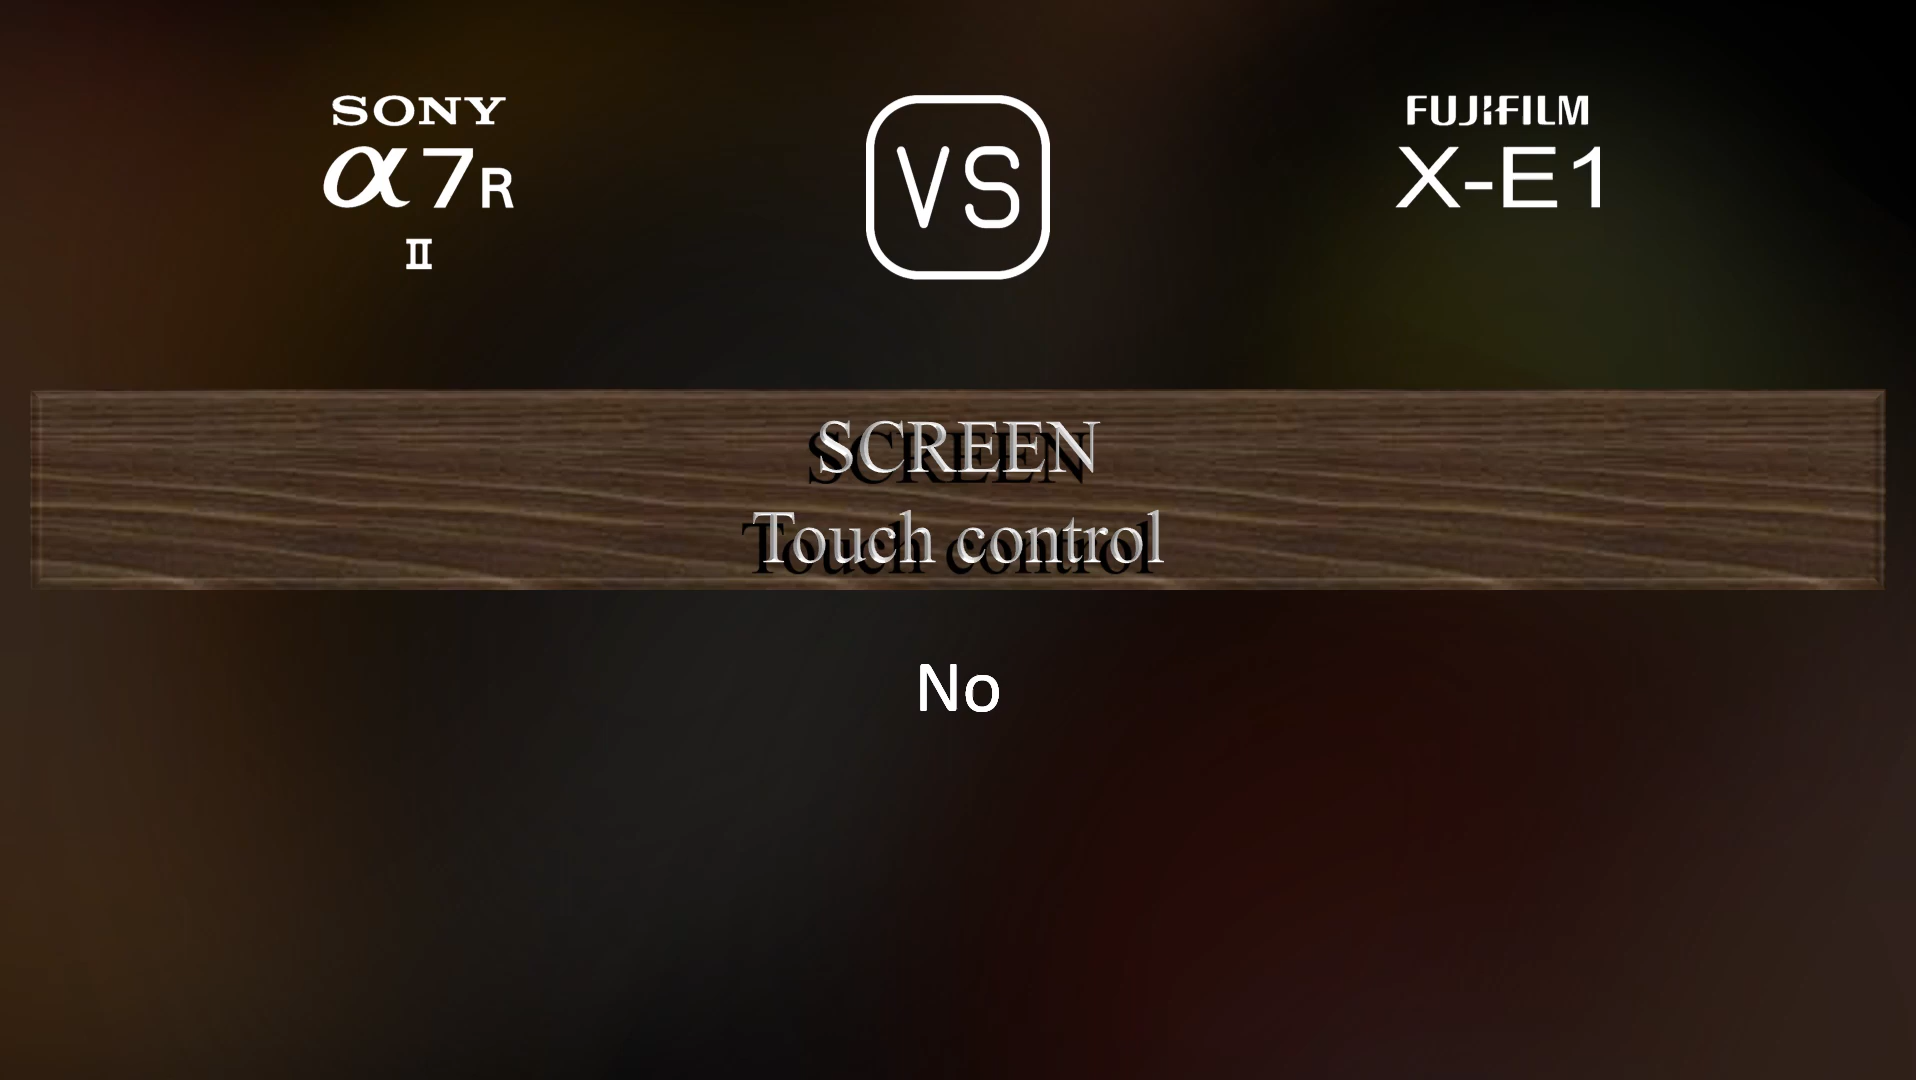 SONY
α7R
II
VS
FUJIFILM
X-E1
SCREEN
Touch control
No